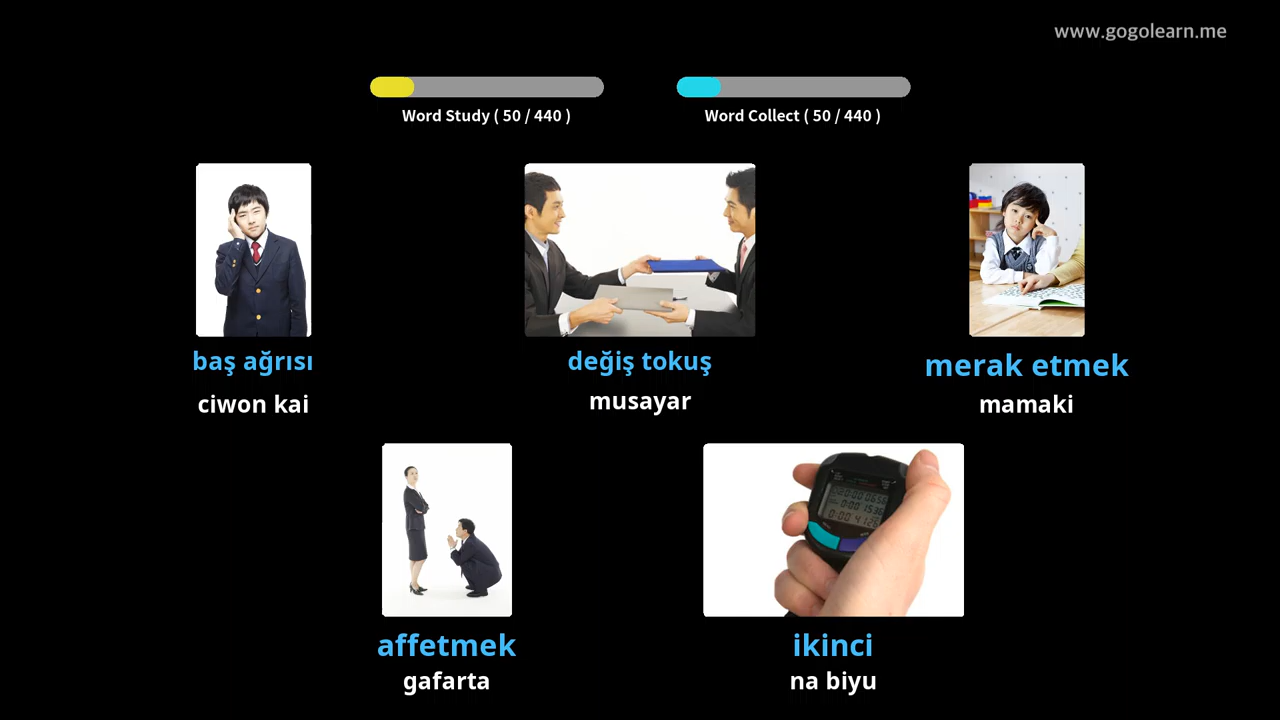 www.gogolearn.me
Word Study ( 50 / 440 )
Word Collect ( 50 / 440 )
baş ağrısı
ciwon kai
değiş tokuş
musayar
merak etmek
mamaki
affetmek
gafarta
ikinci
na biyu